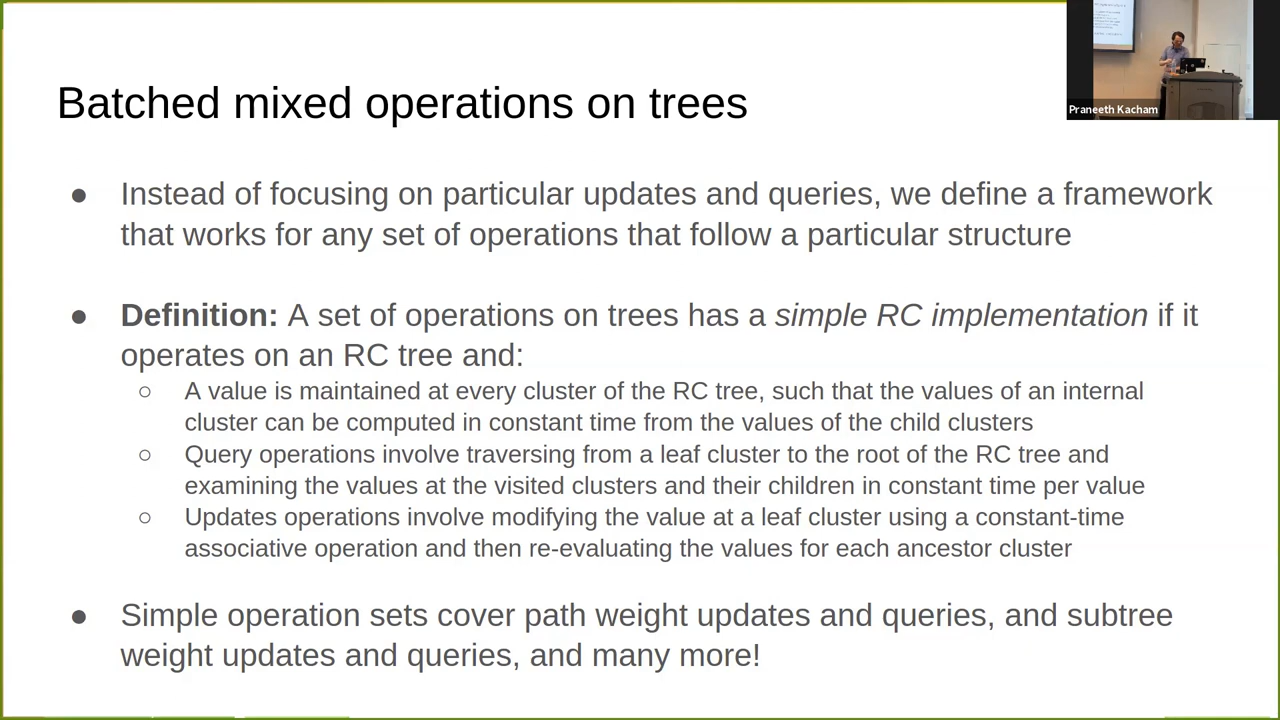 Batched mixed operations on trees
Praneeth Kacham
● Instead of focusing on particular updates and queries, we define a framework
that works for any set of operations that follow a particular structure
● Definition: A set of operations on trees has a simple RC implementation if it
operates on an RC tree and:
○ A value is maintained at every cluster of the RC tree, such that the values of an internal
cluster can be computed in constant time from the values of the child clusters
○ Query operations involve traversing from a leaf cluster to the root of the RC tree and
examining the values at the visited clusters and their children in constant time per value
○ Updates operations involve modifying the value at a leaf cluster using a constant-time
associative operation and then re-evaluating the values for each ancestor cluster
● Simple operation sets cover path weight updates and queries, and subtree
weight updates and queries, and many more!